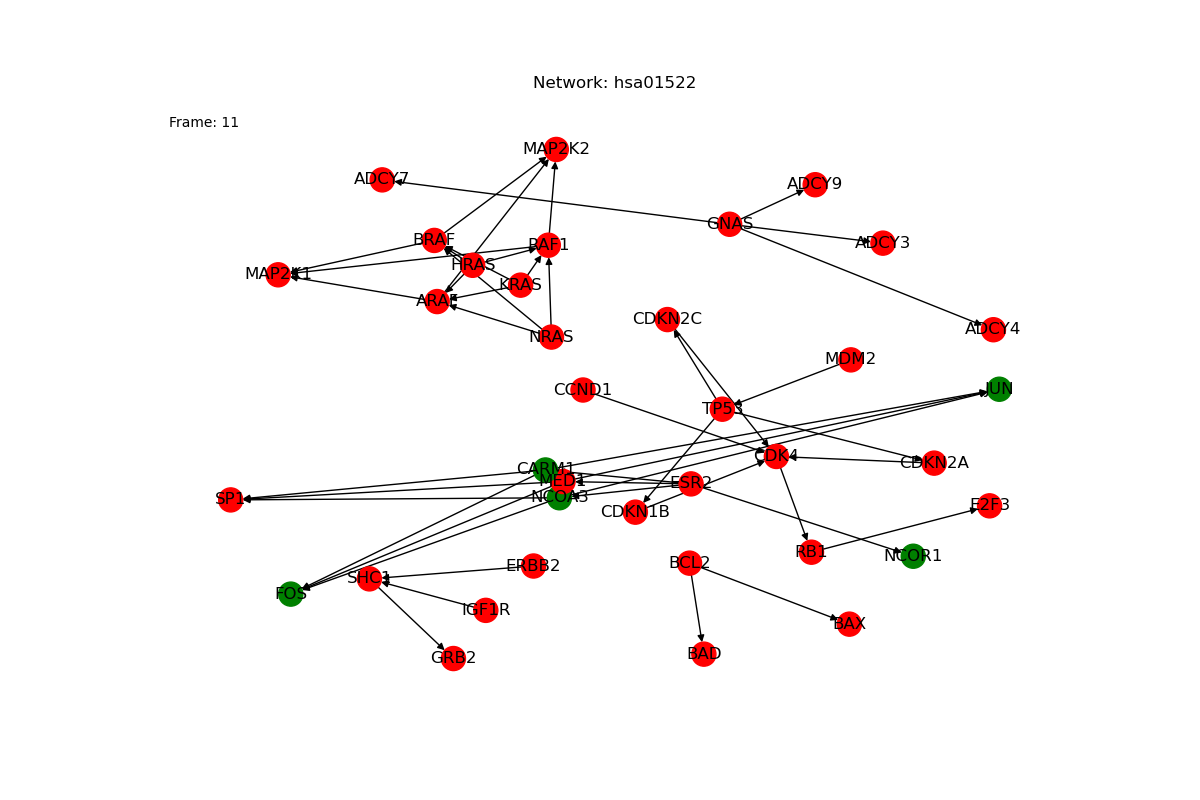 Network: hsa01522
Frame: 11
MAP2K2
ADCY7
ADCY9
GNAS
BRAF
RAF1
ADCY3
HRAS
MAP2K1
KRAS
ARAF
CDKN2C
ADCY4
NRAS
MDM2
CCND1
JUN
TP53
CDK4
CDKN2A
CARM1
MED1
ESR2
NCOA3
SP1
E2F3
CDKN1B
RB1
NCOR1
BCL2
ERBB2
SHC1
FOS
IGF1R
BAX
BAD
GRB2